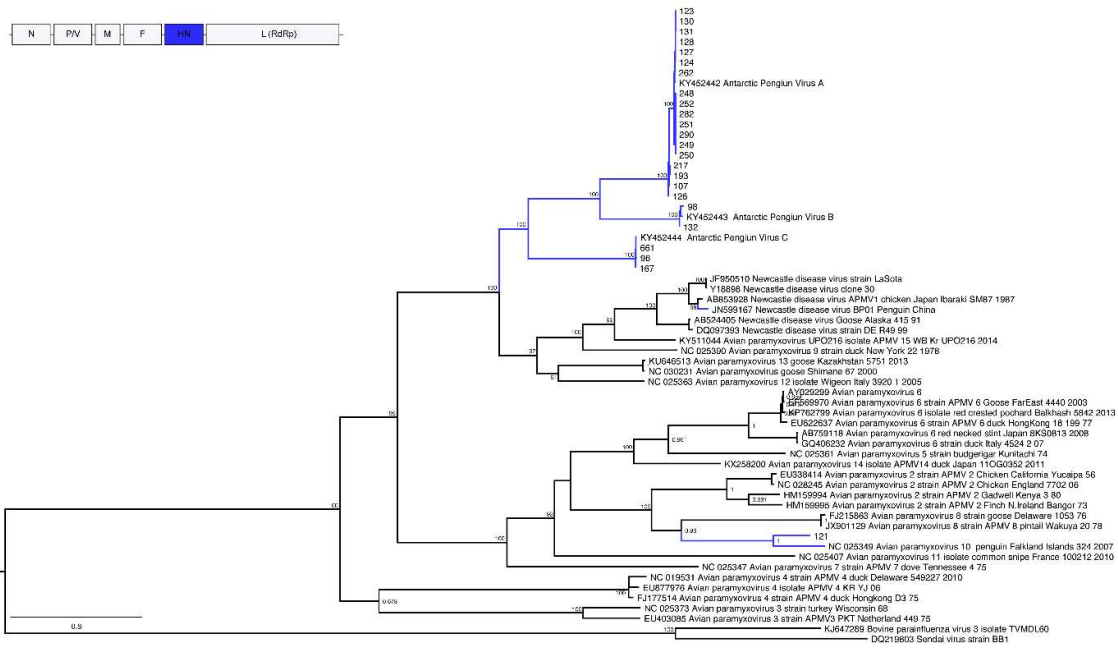 N P/V M F HN L (RdRp)
123
130
131
128
127
124
262
KY452442 Antarctic Pengiun Virus A
248
252
282
251
290
249
250
217
193
107
126
98
KY452443 Antarctic Pengiun Virus B
132
KY452444 Antarctic Pengiun Virus C
661
96
167
JF950510 Newcastle disease virus strain LaSota
Y18898 Newcastle disease virus clone 30
AB853928 Newcastle disease virus APMV1 chicken Japan Ibaraki SM87 1987
JN599167 Newcastle disease virus BP01 Penguin China
AB524405 Newcastle disease virus Goose Alaska 415 91
DQ097393 Newcastle disease virus strain DE R49 99
KY511044 Avian paramyxovirus UPO216 isolate APMV 15 WB Kr UPO216 2014
NC 025390 Avian paramyxovirus 9 strain duck New York 22 1978
KU646513 Avian paramyxovirus 13 goose Kazakhstan 5751 2013
NC 030231 Avian paramyxovirus goose Shimane 67 2000
NC 025363 Avian paramyxovirus 12 isolate Wigeon Italy 3920 1 2005
AY029299 Avian paramyxovirus 6
EF569970 Avian paramyxovirus 6 strain APMV 6 Goose FarEast 4440 2003
KP762799 Avian paramyxovirus 6 isolate red crested pochard Balkhash 5842 2013
EU622637 Avian paramyxovirus 6 strain APMV 6 duck HongKong 18 199 77
AB759118 Avian paramyxovirus 6 red necked stint Japan 8KS0813 2008
GQ406232 Avian paramyxovirus 6 strain duck Italy 4524 2 07
NC 025361 Avian paramyxovirus 5 strain budgerigar Kunitachi 74
KX258200 Avian paramyxovirus 14 isolate APMV14 duck Japan 11OG0352 2011
EU338414 Avian paramyxovirus 2 strain APMV 2 Chicken California Yucaipa 56
NC 028245 Avian paramyxovirus 2 strain APMV 2 Chicken England 7702 06
HM159994 Avian paramyxovirus 2 strain APMV 2 Gadwell Kenya 3 80
HM159995 Avian paramyxovirus 2 strain APMV 2 Finch N.Ireland Bangor 73
FJ215863 Avian paramyxovirus 8 strain goose Delaware 1053 76
JX901129 Avian paramyxovirus 8 strain APMV 8 pintail Wakuya 20 78
121
NC 025349 Avian paramyxovirus 10 penguin Falkland Islands 324 2007
NC 025407 Avian paramyxovirus 11 isolate common snipe France 100212 2010
NC 025347 Avian paramyxovirus 7 strain APMV 7 dove Tennessee 4 75
NC 019531 Avian paramyxovirus 4 strain APMV 4 duck Delaware 549227 2010
EU877976 Avian paramyxovirus 4 isolate APMV 4 KR YJ 06
FJ177514 Avian paramyxovirus 4 strain APMV 4 duck Hongkong D3 75
NC 025373 Avian paramyxovirus 3 strain turkey Wisconsin 68
EU403085 Avian paramyxovirus 3 strain APMV3 PKT Netherland 449 75
KJ647289 Bovine parainfluenza virus 3 isolate TVMDL60
DQ219803 Sendai virus strain BB1